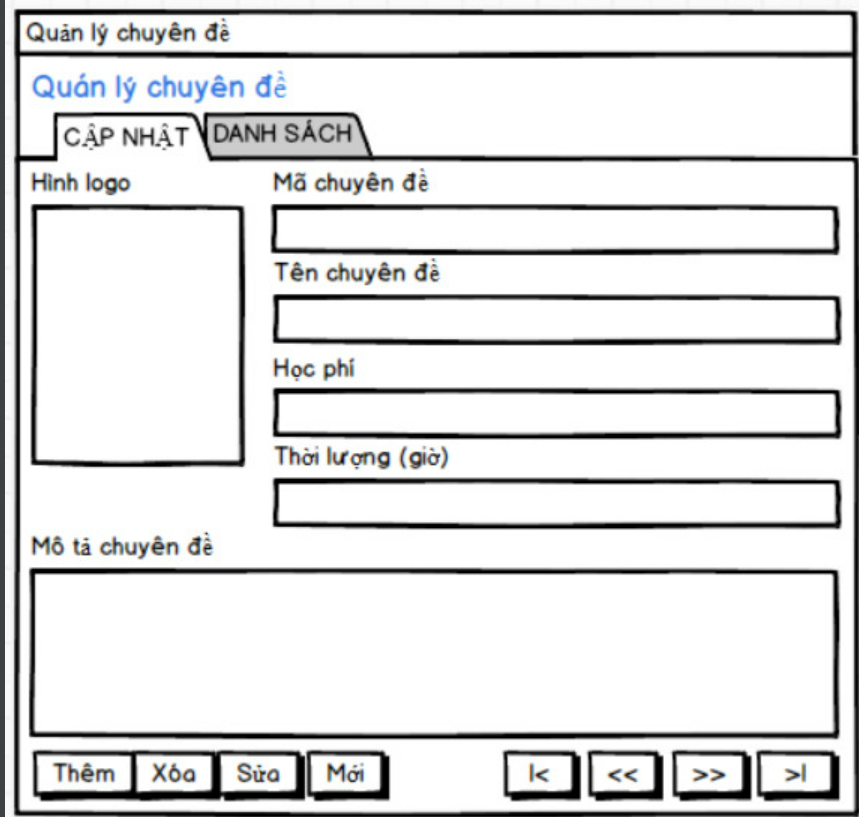 Quản lý chuyên đề
Quán lý chuyên đề
CẬP NHẬT DANH SÁCH
Hình logo
Mã chuyên đề
Tên chuyên đề
Học phí
Thời lượng (giờ)
Mô tả chuyên đề
Thêm Xóa Sửa Mới |< << >> >|